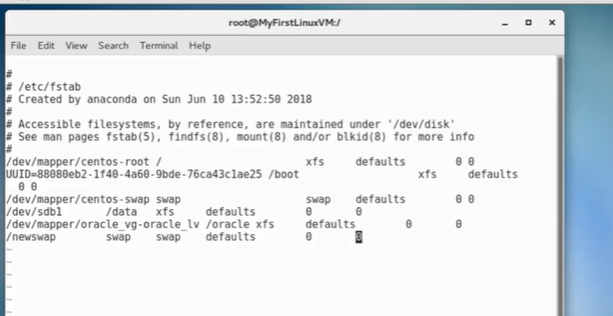 root@MyFirstLinuxVM:/
File Edit View Search Terminal Help
#
# /etc/fstab
# Created by anaconda on Sun Jun 10 13:52:50 2018
#
# Accessible filesystems, by reference, are maintained under '/dev/disk'
# See man pages fstab(5), findfs(8), mount(8) and/or blkid(8) for more info
#
/dev/mapper/centos-root / xfs defaults 0 0
UUID=88080eb2-1f40-4a60-9bde-76ca43c1ae25 /boot xfs defaults
0 0
/dev/mapper/centos-swap swap swap defaults 0 0
/dev/sdb1 /data xfs defaults 0 0
/dev/mapper/oracle_vg-oracle_lv /oracle xfs defaults 0 0
/newswap swap swap defaults 0 0
~
~
~
~
~